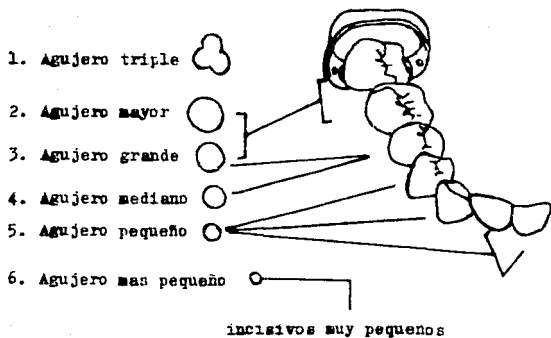 1. Agujero triple
2. Agujero mayor
3. Agujero grande
4. Agujero mediano
5. Agujero pequeño
6. Agujero mas pequeño
incisivos muy pequenos